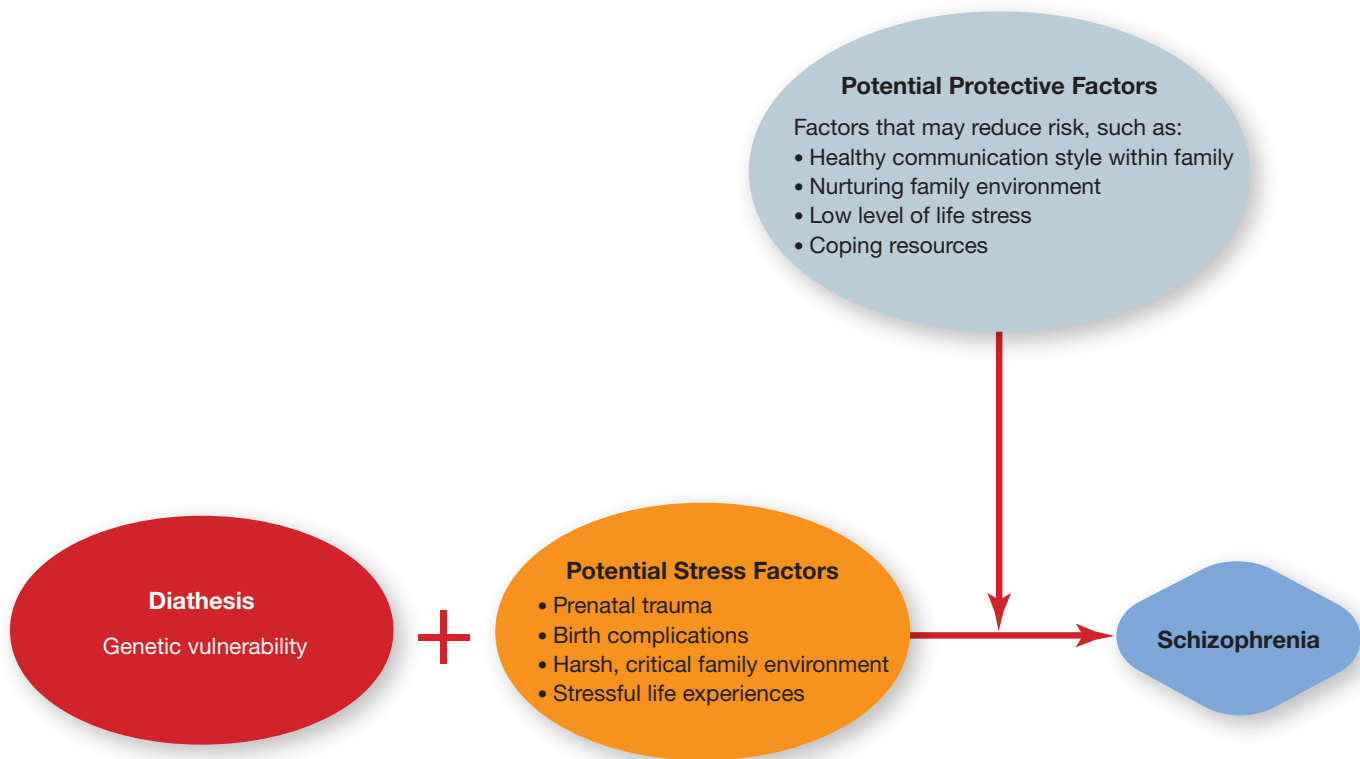 Potential Protective Factors
Factors that may reduce risk, such as:
• Healthy communication style within family
• Nurturing family environment
• Low level of life stress
• Coping resources
Diathesis
Genetic vulnerability
+
Potential Stress Factors
• Prenatal trauma
• Birth complications
• Harsh, critical family environment
• Stressful life experiences
Schizophrenia